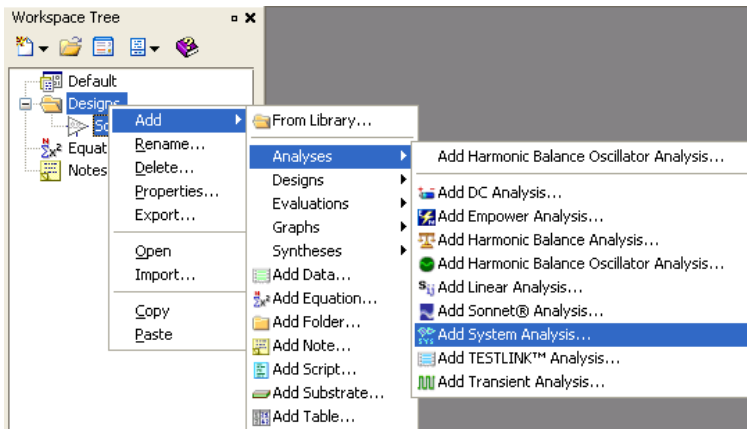 Workspace Tree
Default
Designs
Equat
Notes
Add
Rename...
Delete...
Properties...
Export...
Open
Import...
Copy
Paste
From Library...
Analyses
Designs
Evaluations
Graphs
Syntheses
Add Data...
Add Equation...
Add Folder...
Add Note...
Add Script...
Add Substrate...
Add Table...
Add Harmonic Balance Oscillator Analysis...
Add DC Analysis...
Add Empower Analysis...
Add Harmonic Balance Analysis...
Add Harmonic Balance Oscillator Analysis...
Add Linear Analysis...
Add Sonnet® Analysis...
Add System Analysis...
Add TESTLINK™ Analysis...
Add Transient Analysis...